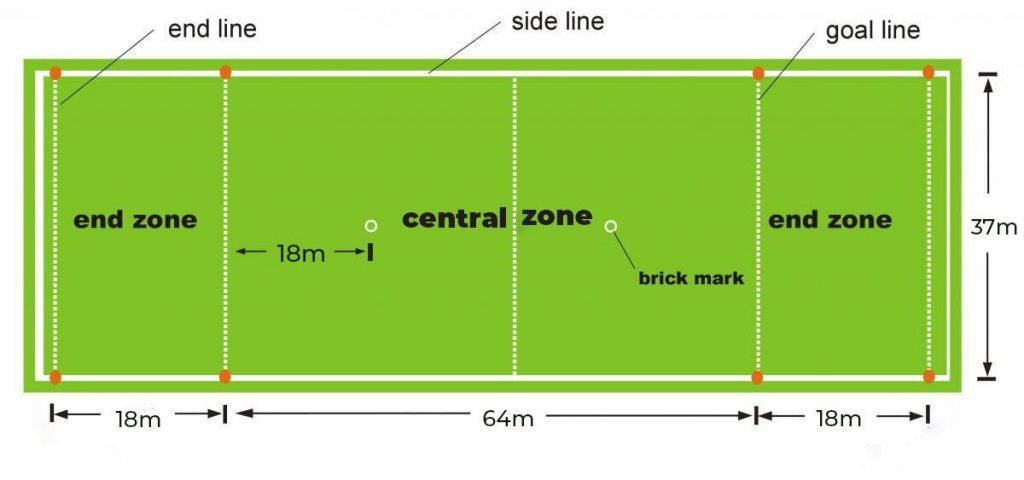 end line
side line
goal line
end zone
central zone
end zone
18m
brick mark
37m
18m
64m
18m